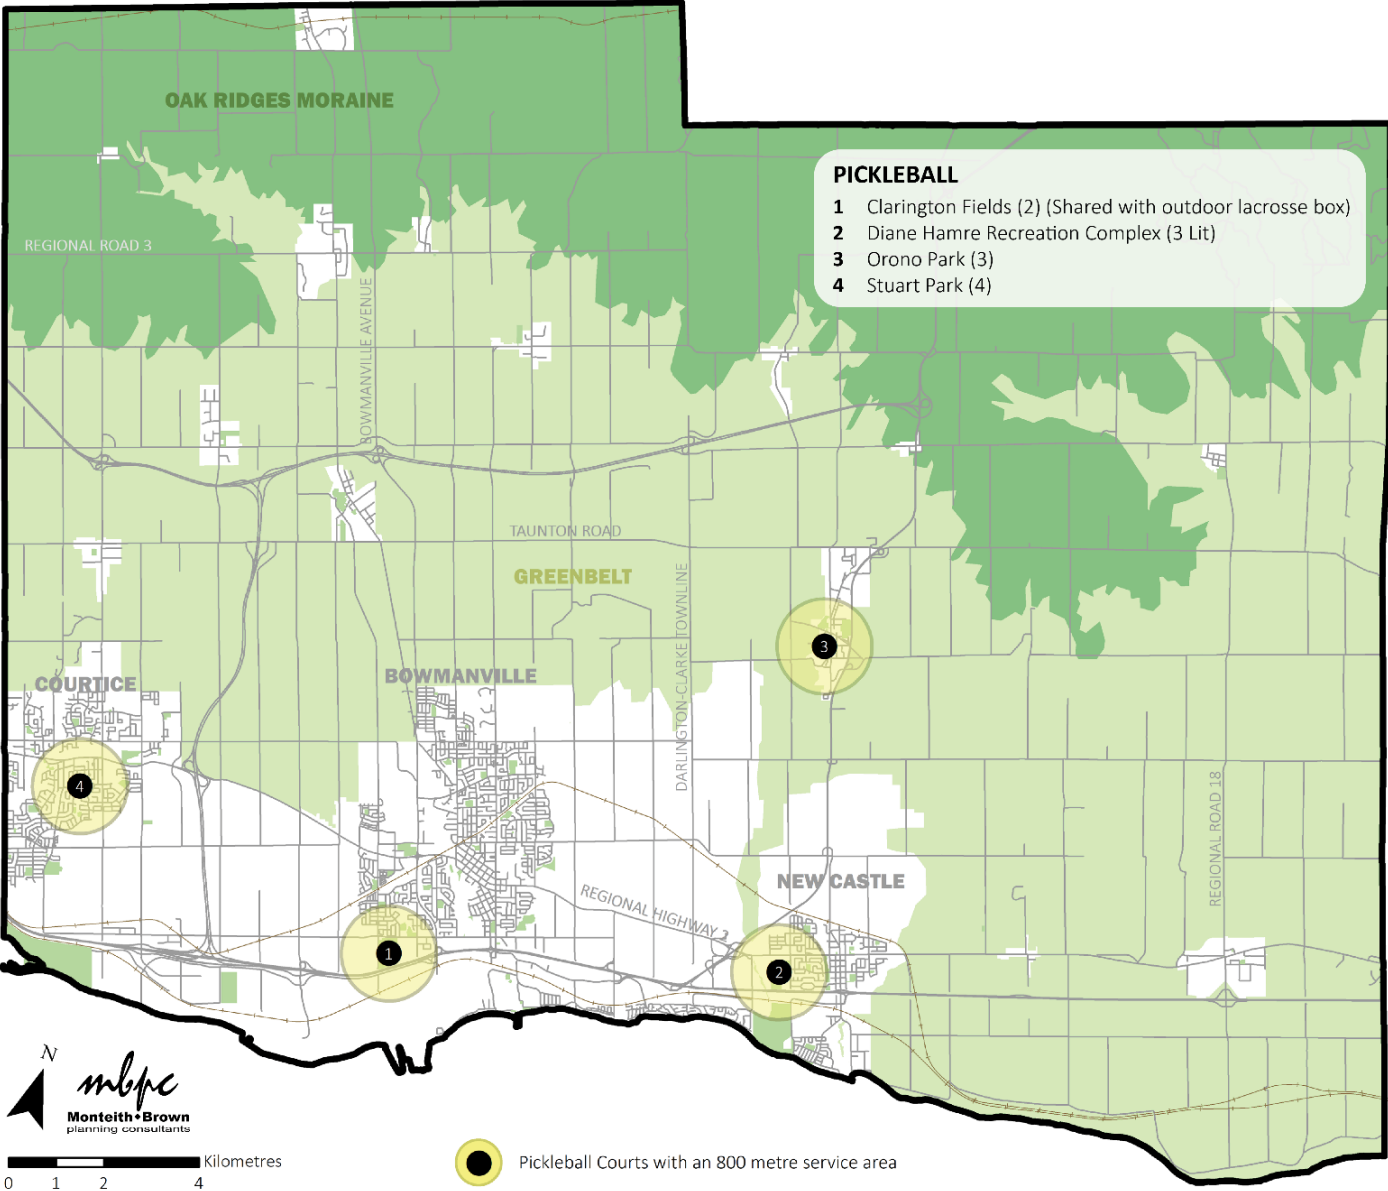 OAK RIDGES MORAINE
PICKLEBALL
1 Clarington Fields (2) (Shared with outdoor lacrosse box)
2 Diane Hamre Recreation Complex (3 Lit)
3 Orono Park (3)
4 Stuart Park (4)
REGIONAL ROAD 3
BOWMANVILLE AVENUE
TAUNTON ROAD
GREENBELT
DARLINGTON-CLARKE TOWNLINE
3
COURTICE
BOWMANVILLE
4
REGIONAL ROAD 18
NEWCASTLE
REGIONAL HIGHWAY 2
1
2
N
mbpc
Monteith•Brown
planning consultants
Kilometres
0 1 2 4
Pickleball Courts with an 800 metre service area